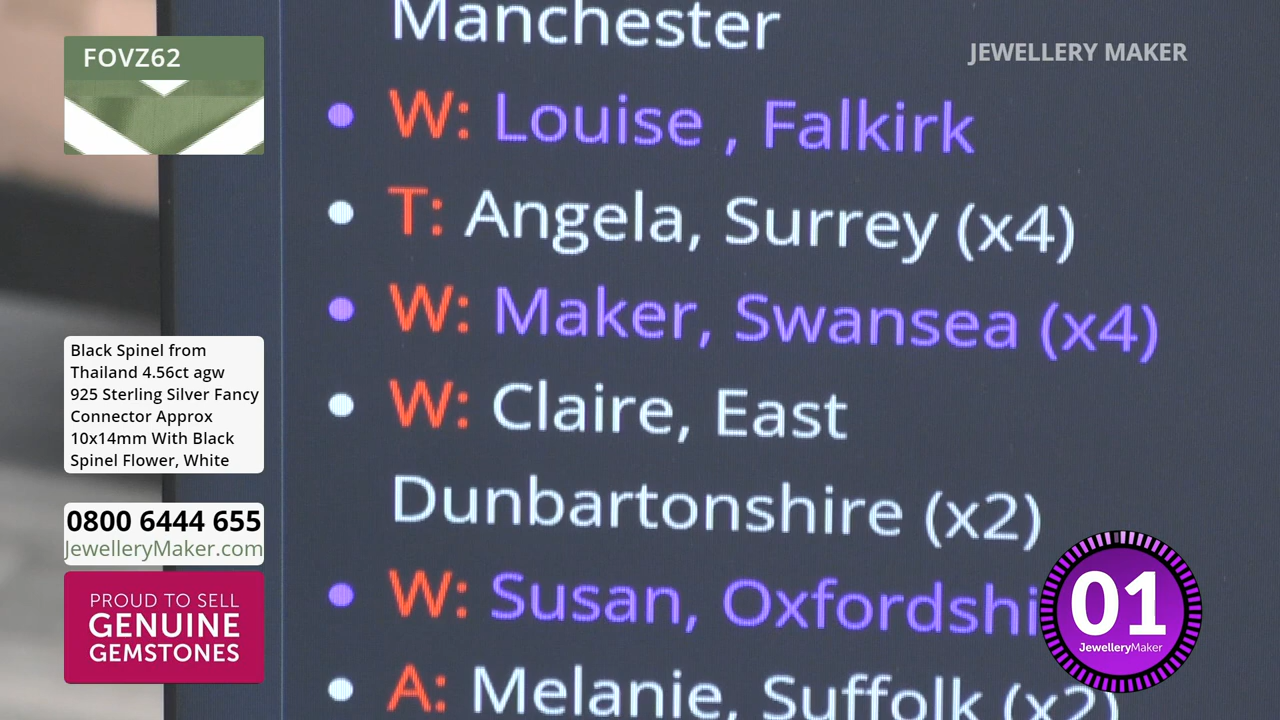 FOVZ62
JEWELLERY MAKER
Manchester
W: Louise , Falkirk
T: Angela, Surrey (x4)
W: Maker, Swansea (x4)
W: Claire, East
Dunbartonshire (x2)
W: Susan, Oxfordshi
A: Melanie, Suffolk (x2)
Black Spinel from
Thailand 4.56ct agw
925 Sterling Silver Fancy
Connector Approx
10x14mm With Black
Spinel Flower, White
0800 6444 655
JewelleryMaker.com
PROUD TO SELL
GENUINE
GEMSTONES
01
JewelleryMaker